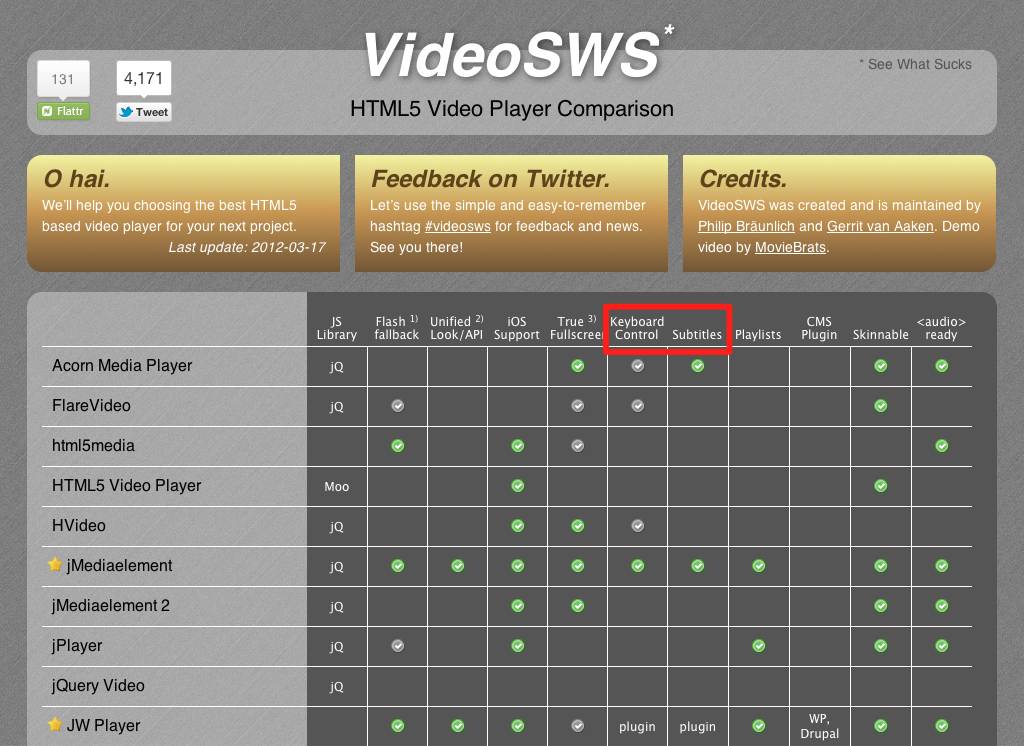 VideoSWS*
* See What Sucks
131
4,171
Flattr
Tweet
HTML5 Video Player Comparison
O hai.
We'll help you choosing the best HTML5
based video player for your next project.
Last update: 2012-03-17
Feedback on Twitter.
Let's use the simple and easy-to-remember
hashtag #videosws for feedback and news.
See you there!
Credits.
VideoSWS was created and is maintained by
Philip Bräunlich and Gerrit van Aaken. Demo
video by MovieBrats.
JS Library
Flash 1) fallback
Unified 2) Look/API
iOS Support
True 3) Fullscreen
Keyboard Control
Subtitles
Playlists
CMS Plugin
Skinnable
<audio> ready
Acorn Media Player jQ
FlareVideo jQ
html5media
HTML5 Video Player Moo
HVideo jQ
jMediaelement jQ
jMediaelement 2 jQ
jPlayer jQ
jQuery Video jQ
JW Player plugin plugin WP, Drupal